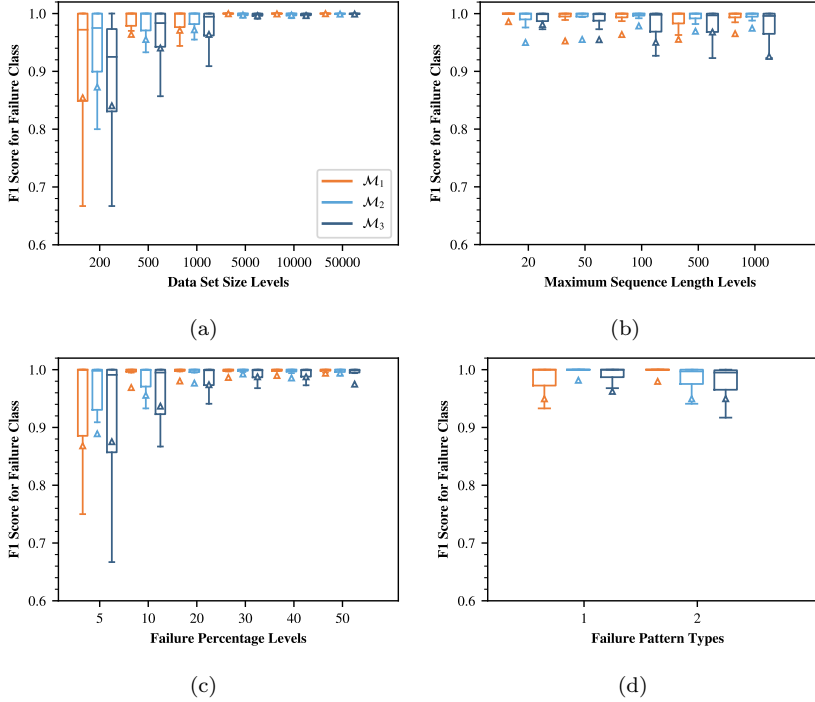 1.0
0.9
0.8
0.7
0.6
F1 Score for Failure Class
200 500 1000 5000 10000 50000
Data Set Size Levels
M₁
M₂
M₃
(a)
1.0
0.9
0.8
0.7
0.6
F1 Score for Failure Class
20 50 100 500 1000
Maximum Sequence Length Levels
(b)
1.0
0.9
0.8
0.7
0.6
F1 Score for Failure Class
5 10 20 30 40 50
Failure Percentage Levels
(c)
1.0
0.9
0.8
0.7
0.6
F1 Score for Failure Class
1 2
Failure Pattern Types
(d)